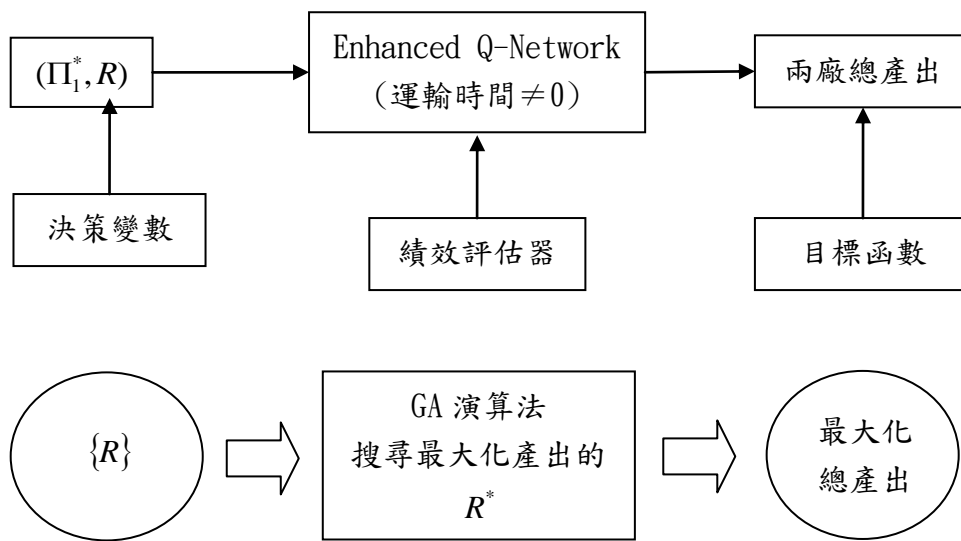 (Π₁*, R)
Enhanced Q-Network
(運輸時間≠0)
兩廠總產出
決策變數
績效評估器
目標函數
{R}
GA 演算法
搜尋最大化產出的
R*
最大化
總產出